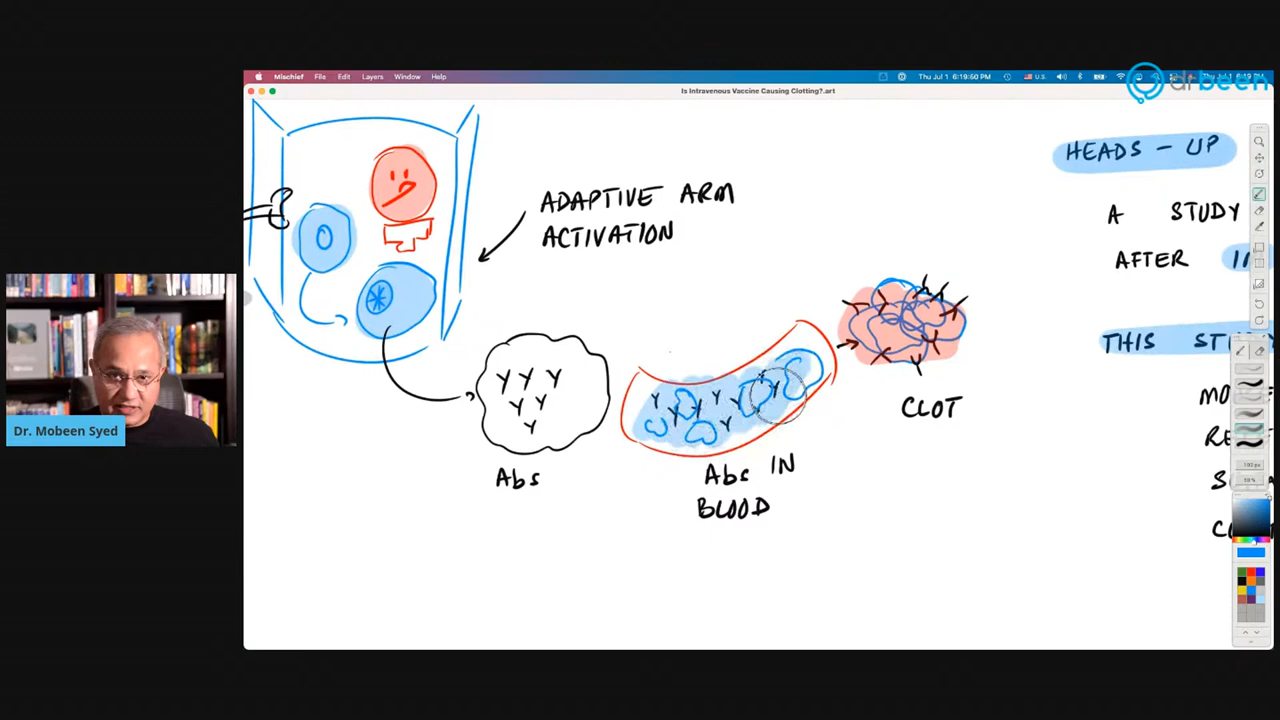 drbeen
Mischief File Edit Layers Window Help
Thu Jul 1 6:19:50 PM
U.S.
Is Intravenous Vaccine Causing Clotting?.art
ADAPTIVE ARM
ACTIVATION
HEADS - UP
A STUDY
AFTER
THIS
Dr. Mobeen Syed
CLOT
Abs
Abs IN
BLOOD